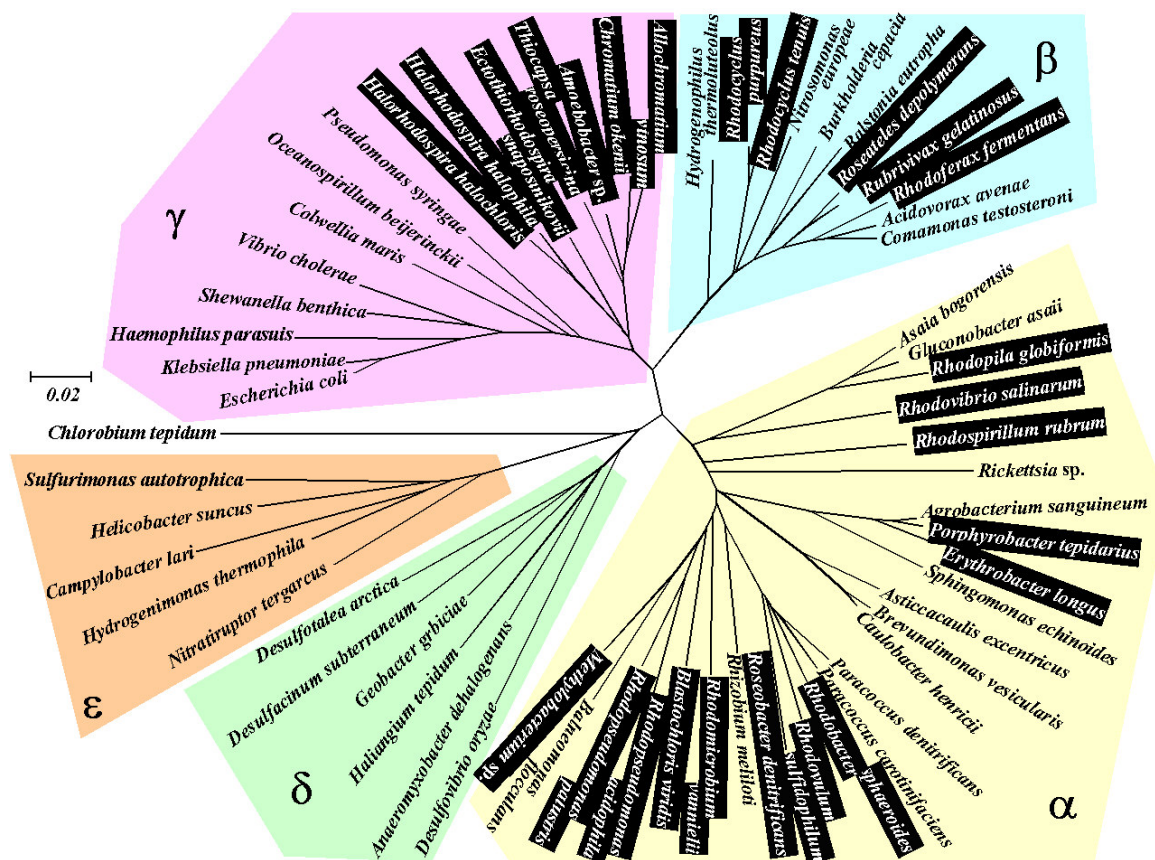 γ
Halorhodospira halochloris
Halorhodospira halophila
Ectothiorhodospira
shaposhnikovii
Thiocapsa
roseopersicina
Amoebobacter sp.
Chromatium okenii
Allochromatium
vinosum
Pseudomonas syringae
Oceanospirillum beijerinckii
Colwellia maris
Vibrio cholerae
Shewanella benthica
Haemophilus parasuis
Klebsiella pneumoniae
Escherichia coli
β
Hydrogenophilus
thermoluteolus
Rhodocyclus
purpureus
Rhodocyclus tenuis
Nitrosomonas
europeae
Burkholderia
cepacia
Ralstonia eutropha
Roseateles depolymerans
Rubrivivax gelatinosus
Rhodoferax fermentans
Acidovorax avenae
Comamonas testosteroni
0.02
Chlorobium tepidum
Asaia bogorensis
Gluconobacter asaii
Rhodopila globiformis
Rhodovibrio salinarum
Rhodospirillum rubrum
Rickettsia sp.
Agrobacterium sanguineum
Porphyrobacter tepidarius
Erythrobacter longus
Sphingomonas echinoides
Asticcaulis excentricus
Brevundimonas vesicularis
Caulobacter henricii
Paracoccus denitrificans
Paracoccus carotinifaciens
Rhodobacter
sphaeroides
Rhodovulum
sulfidophilum
Roseobacter denitrificans
Rhizobium meliloti
Rhodomicrobium
vannielii
Blastochloris viridis
Rhodopseudomonas
acidophila
Rhodopseudomonas
palustris
Balneomonas
flocculans
Methylobacterium sp.
α
Sulfurimonas autotrophica
Helicobacter suncus
Campylobacter lari
Hydrogenimonas thermophila
Nitratiruptor tergarcus
ε
Desulfotalea arctica
Desulfacinum subterraneum
Geobacter grbiciae
Haliangium tepidum
Anaeromyxobacter dehalogenans
Desulfovibrio orygae
δ